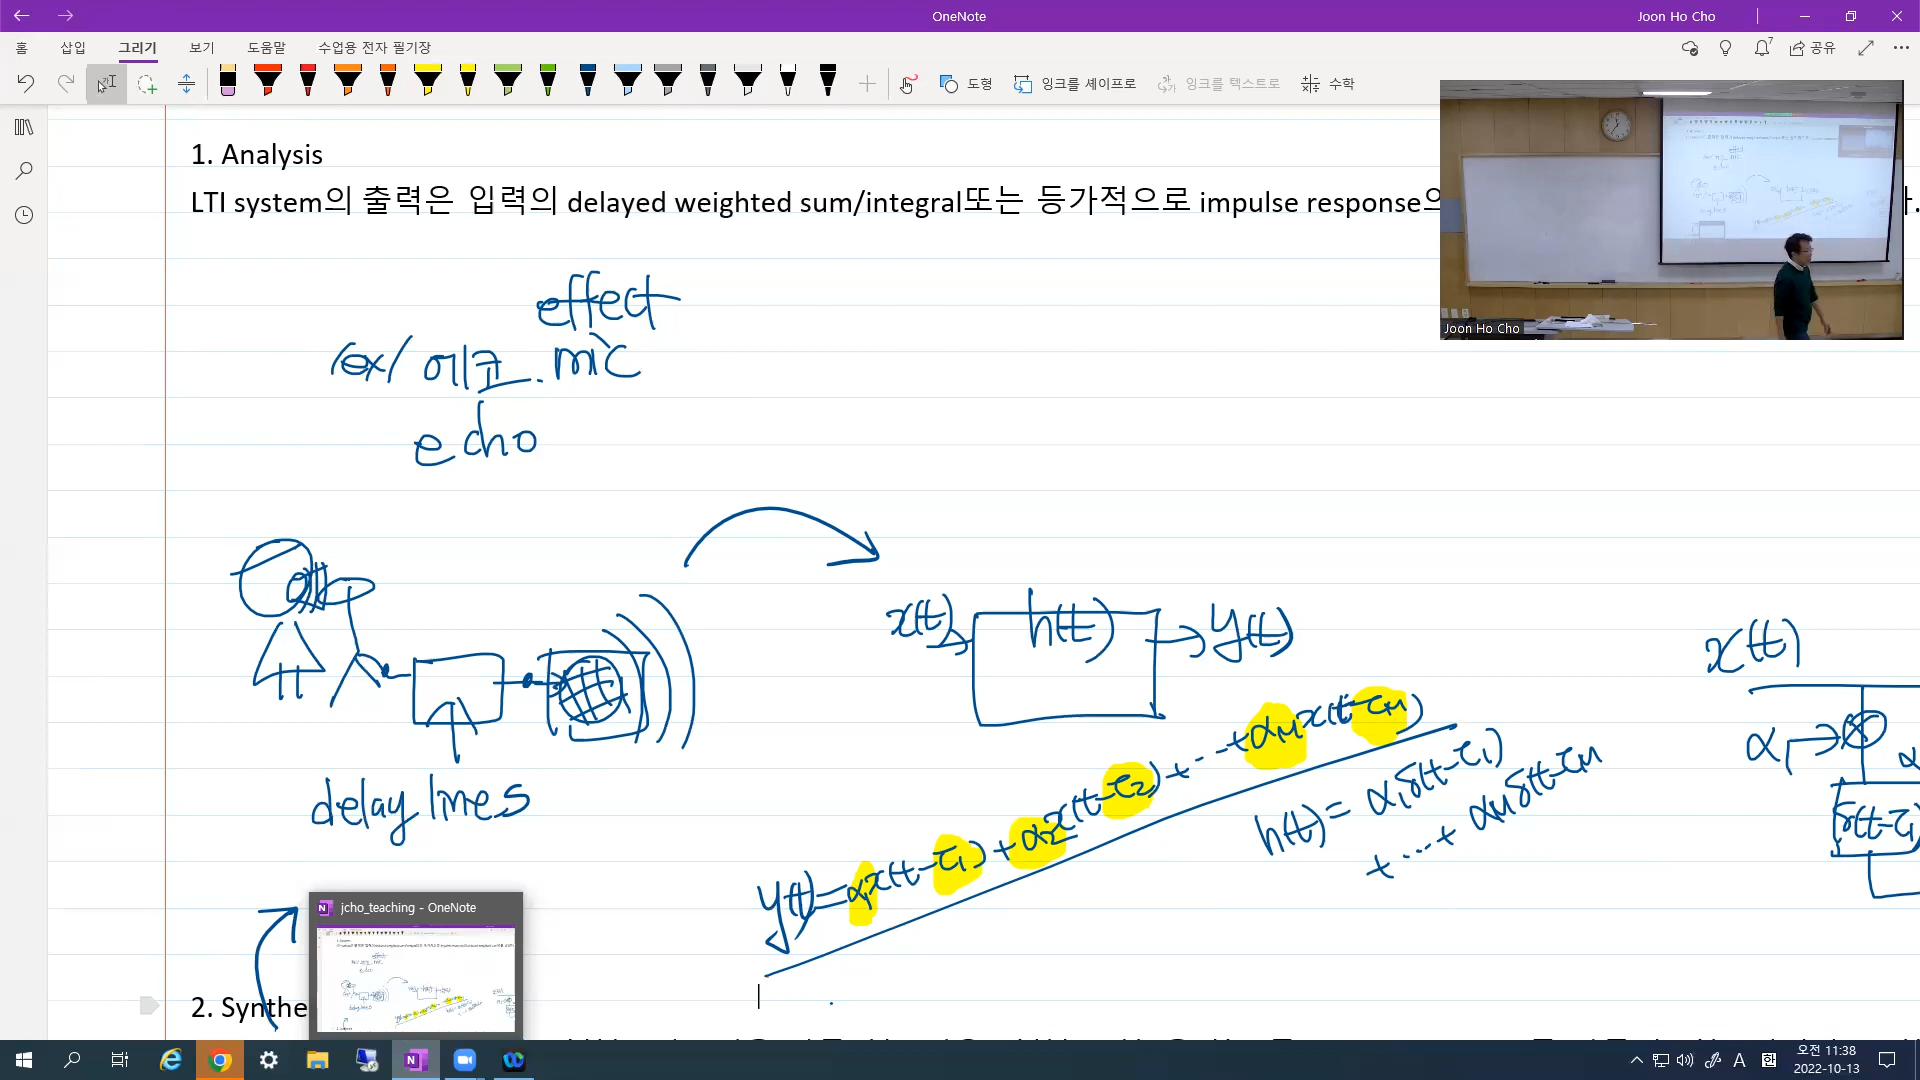 OneNote
Joon Ho Cho
홈 삽입 그리기 보기 도움말 수업용 전자 필기장
공유
도형 잉크를 셰이프로 잉크를 텍스트로 수학
1. Analysis
LTI system의 출력은 입력의 delayed weighted sum/integral또는 등가적으로 impulse response의
Joon Ho Cho
effect
ex/ 에코. mic
echo
x(t) h(t) y(t)
x(t)
delay lines
y(t)=α₁x(t-τ₁)+α₂x(t-τ₂)+...+α_M x(t-τ_M)
h(t)= α₁δ(t-τ₁)
+...+ α_M δ(t-τ_M
α
δ(t-τ₁)
jcho_teaching - OneNote
2. Synthe
A 한
오전 11:38
2022-10-13